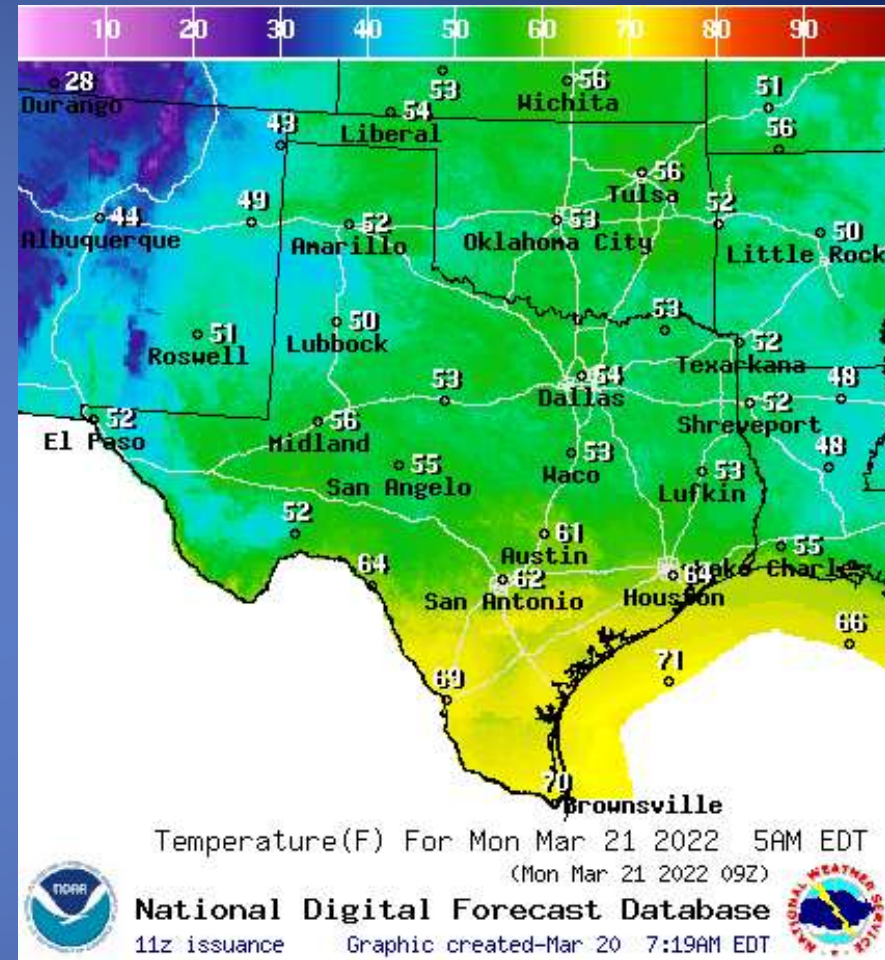 10 20 30 40 50 60 70 80 90
28
Durango
53
56
Wichita
51
54
Liberal
43
56
56
Tulsa
44
Albuquerque
49
52
Amarillo
53
Oklahoma City
52
50
Little Rock
51
Roswell
50
Lubbock
53
52
Texarkana
54
Dallas
53
48
52
Shreveport
52
El Paso
56
Midland
55
San Angelo
53
Waco
53
Lufkin
48
52
61
Austin
55
Lake Charles
64
62
San Antonio
64
Houston
66
71
69
70
Brownsville
Temperature(F) For Mon Mar 21 2022 5AM EDT
(Mon Mar 21 2022 09Z)
NOAA
National Digital Forecast Database
11z issuance Graphic created-Mar 20 7:19AM EDT
NATIONAL WEATHER SERVICE